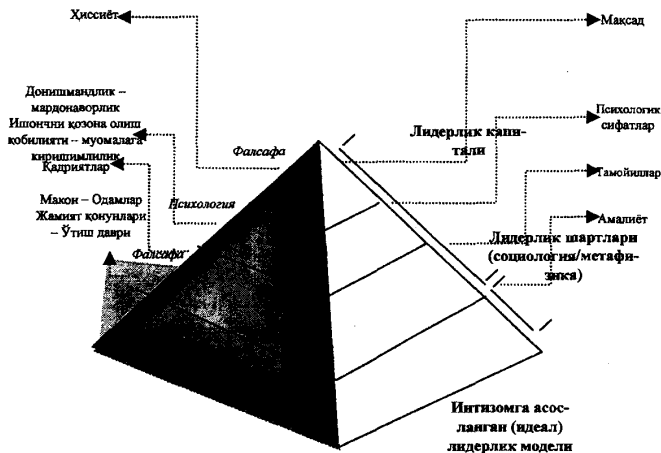 Ҳиссиёт
Мақсад
Донишмандлик –
мардонаворлик
Ишончни қозона олиш
қобилияти – муомалага
киришимлилик
Қадриятлар
Макон – Одамлар
Жамият қонунлари
– Ўтиш даври
Фалсафа
Психология
Фалсафа
Лидерлик капи-
тали
Психологик
сифатлар
Тамойиллар
Амалиёт
Лидерлик шартлари
(социология/метафи-
зика)
Интизомга асос-
ланган (идеал)
лидерлик модели